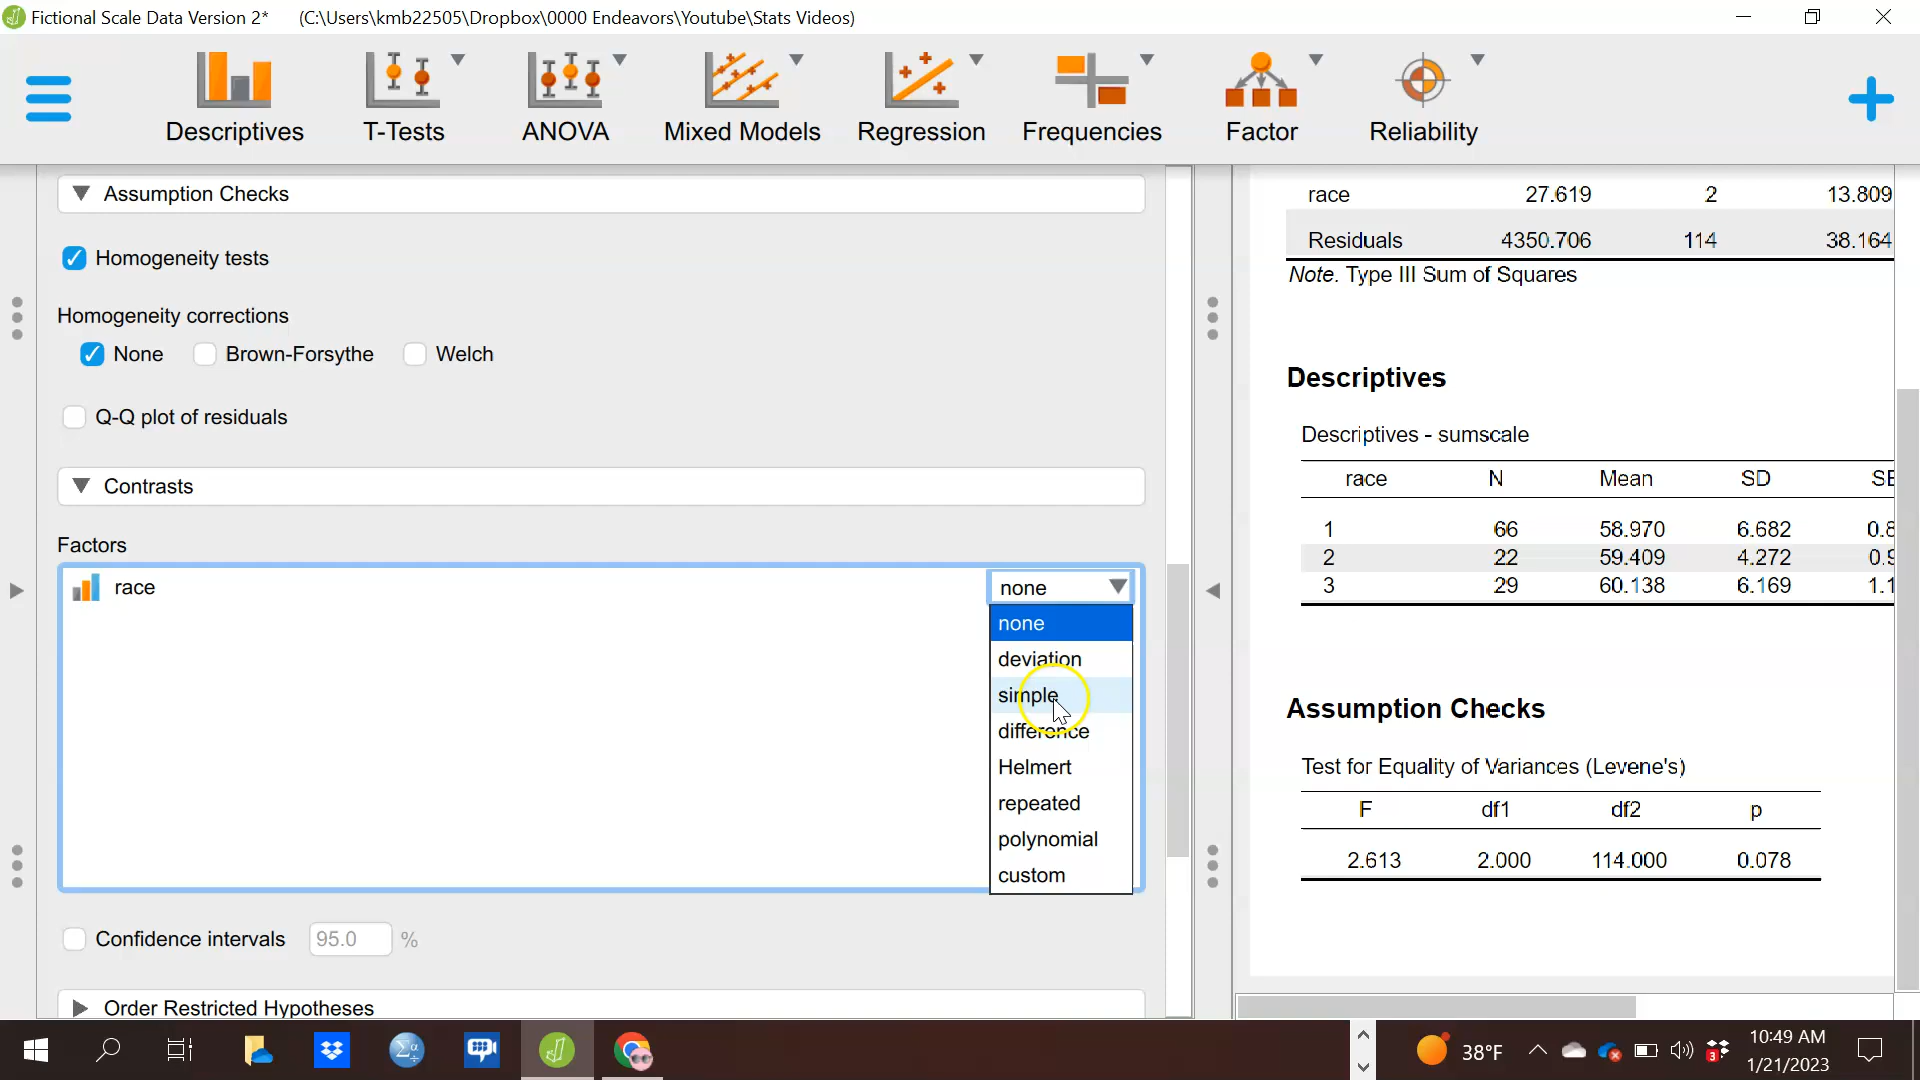 Fictional Scale Data Version 2* (C:\Users\kmb22505\Dropbox\0000 Endeavors\Youtube\Stats Videos)
Descriptives T-Tests ANOVA Mixed Models Regression Frequencies Factor Reliability
Assumption Checks
Homogeneity tests
Homogeneity corrections
None Brown-Forsythe Welch
Q-Q plot of residuals
Contrasts
Factors
race none
none
deviation
simple
difference
Helmert
repeated
polynomial
custom
Confidence intervals 95.0 %
Order Restricted Hypotheses
race 27.619 2 13.809
Residuals 4350.706 114 38.164
Note. Type III Sum of Squares
Descriptives
Descriptives - sumscale
race N Mean SD
1 66 58.970 6.682
2 22 59.409 4.272
3 29 60.138 6.169
Assumption Checks
Test for Equality of Variances (Levene's)
F df1 df2 p
2.613 2.000 114.000 0.078
38°F
10:49 AM
1/21/2023